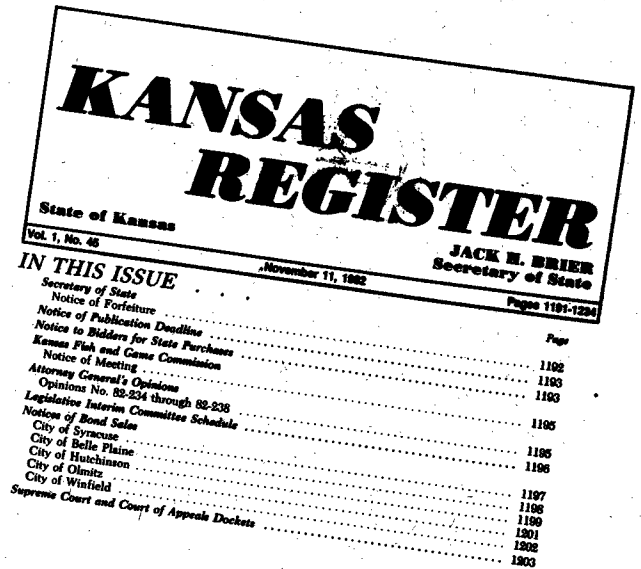 KANSAS
REGISTER
State of Kansas
JACK H. BRIER
Secretary of State
Vol. 1, No. 45 November 11, 1982 Pages 1191-1234
IN THIS ISSUE . . . Page
Secretary of State
Notice of Forfeiture 1192
Notice of Publication Deadline 1193
Notice to Bidders for State Purchases 1193
Kansas Fish and Game Commission
Notice of Meeting 1195
Attorney General's Opinions
Opinions No. 82-234 through 82-238 1195
Legislative Interim Committee Schedule 1196
Notices of Bond Sales
City of Syracuse 1197
City of Belle Plaine 1198
City of Hutchinson 1199
City of Olmitz 1201
City of Winfield 1202
Supreme Court and Court of Appeals Dockets 1203